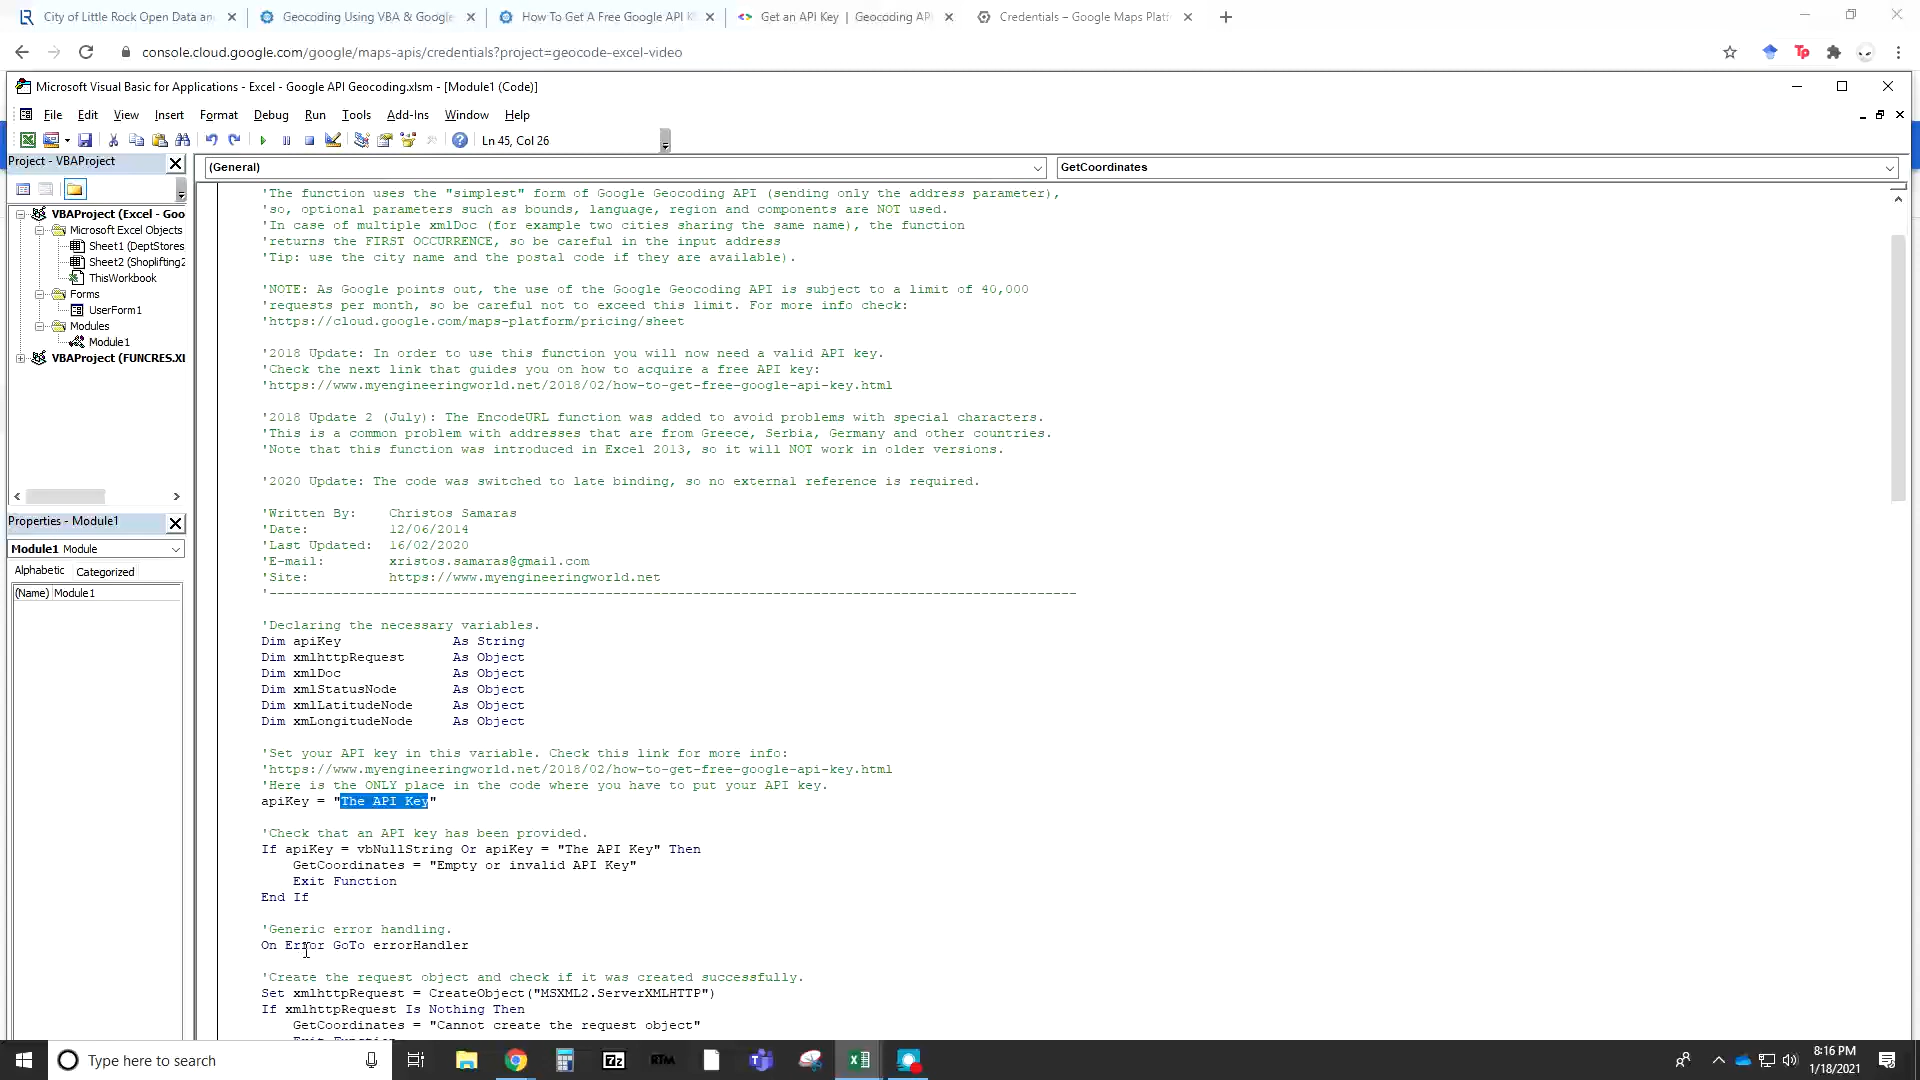 City of Little Rock Open Data an
Geocoding Using VBA & Google
How To Get A Free Google API K
Get an API Key | Geocoding AP
Credentials – Google Maps Platf
console.cloud.google.com/google/maps-apis/credentials?project=geocode-excel-video
Microsoft Visual Basic for Applications - Excel - Google API Geocoding.xlsm - [Module1 (Code)]
File Edit View Insert Format Debug Run Tools Add-Ins Window Help
Ln 45, Col 26
Project - VBAProject
(General)
GetCoordinates
VBAProject (Excel - Goo
Microsoft Excel Objects
Sheet1 (DeptStores
Sheet2 (Shoplifting2
ThisWorkbook
Forms
UserForm1
Modules
Module1
VBAProject (FUNCRES.XL
Properties - Module1
Module1 Module
Alphabetic Categorized
(Name) Module1
'The function uses the "simplest" form of Google Geocoding API (sending only the address parameter),
'so, optional parameters such as bounds, language, region and components are NOT used.
'In case of multiple xmlDoc (for example two cities sharing the same name), the function
'returns the FIRST OCCURRENCE, so be careful in the input address
'Tip: use the city name and the postal code if they are available).
'NOTE: As Google points out, the use of the Google Geocoding API is subject to a limit of 40,000
'requests per month, so be careful not to exceed this limit. For more info check:
'https://cloud.google.com/maps-platform/pricing/sheet
'2018 Update: In order to use this function you will now need a valid API key.
'Check the next link that guides you on how to acquire a free API key:
'https://www.myengineeringworld.net/2018/02/how-to-get-free-google-api-key.html
'2018 Update 2 (July): The EncodeURL function was added to avoid problems with special characters.
'This is a common problem with addresses that are from Greece, Serbia, Germany and other countries.
'Note that this function was introduced in Excel 2013, so it will NOT work in older versions.
'2020 Update: The code was switched to late binding, so no external reference is required.
'Written By: Christos Samaras
'Date: 12/06/2014
'Last Updated: 16/02/2020
'E-mail: xristos.samaras@gmail.com
'Site: https://www.myengineeringworld.net
'-----------------------------------------------------------------------------------------------------
'Declaring the necessary variables.
Dim apiKey As String
Dim xmlhttpRequest As Object
Dim xmlDoc As Object
Dim xmlStatusNode As Object
Dim xmlLatitudeNode As Object
Dim xmLongitudeNode As Object
'Set your API key in this variable. Check this link for more info:
'https://www.myengineeringworld.net/2018/02/how-to-get-free-google-api-key.html
'Here is the ONLY place in the code where you have to put your API key.
apiKey = "The API Key"
'Check that an API key has been provided.
If apiKey = vbNullString Or apiKey = "The API Key" Then
GetCoordinates = "Empty or invalid API Key"
Exit Function
End If
'Generic error handling.
On Error GoTo errorHandler
'Create the request object and check if it was created successfully.
Set xmlhttpRequest = CreateObject("MSXML2.ServerXMLHTTP")
If xmlhttpRequest Is Nothing Then
GetCoordinates = "Cannot create the request object"
Exit Function
Type here to search
7z
RTM
8:16 PM
1/18/2021